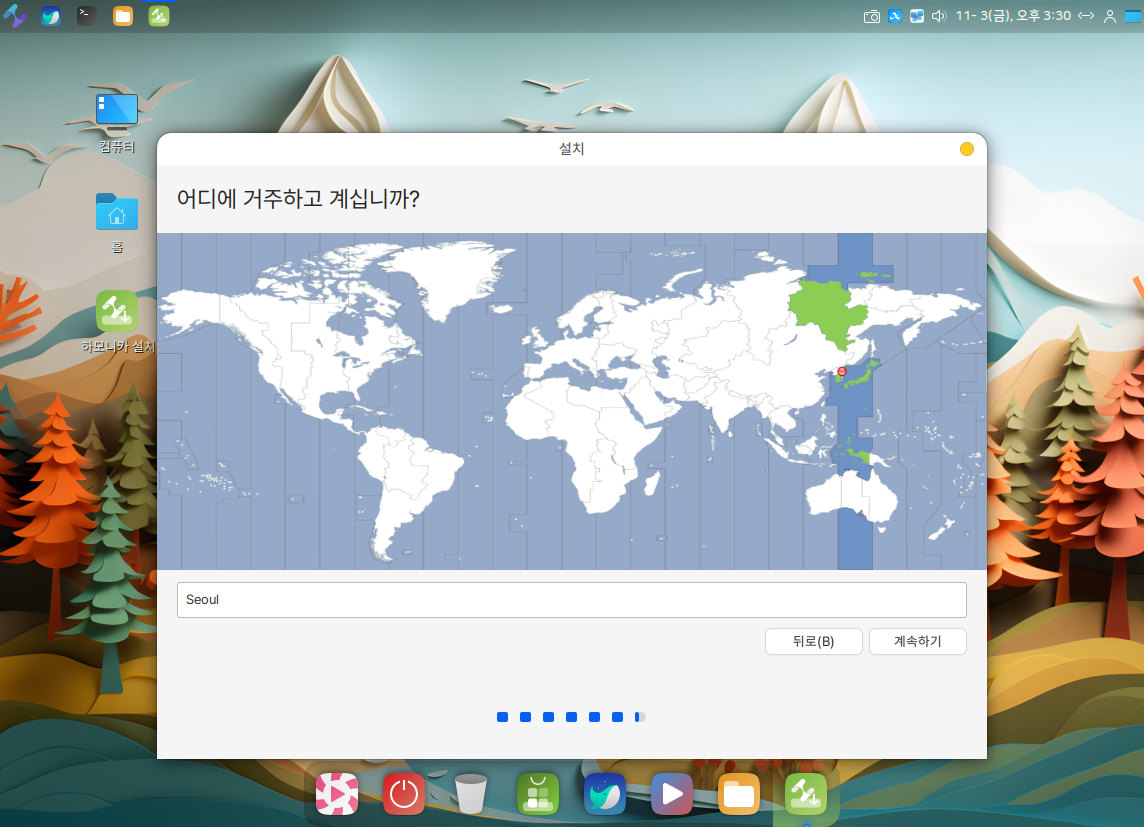 11- 3(금), 오후 3:30
컴퓨터
홈
하모니카 설치
설치
어디에 거주하고 계십니까?
Seoul
뒤로(B)
계속하기